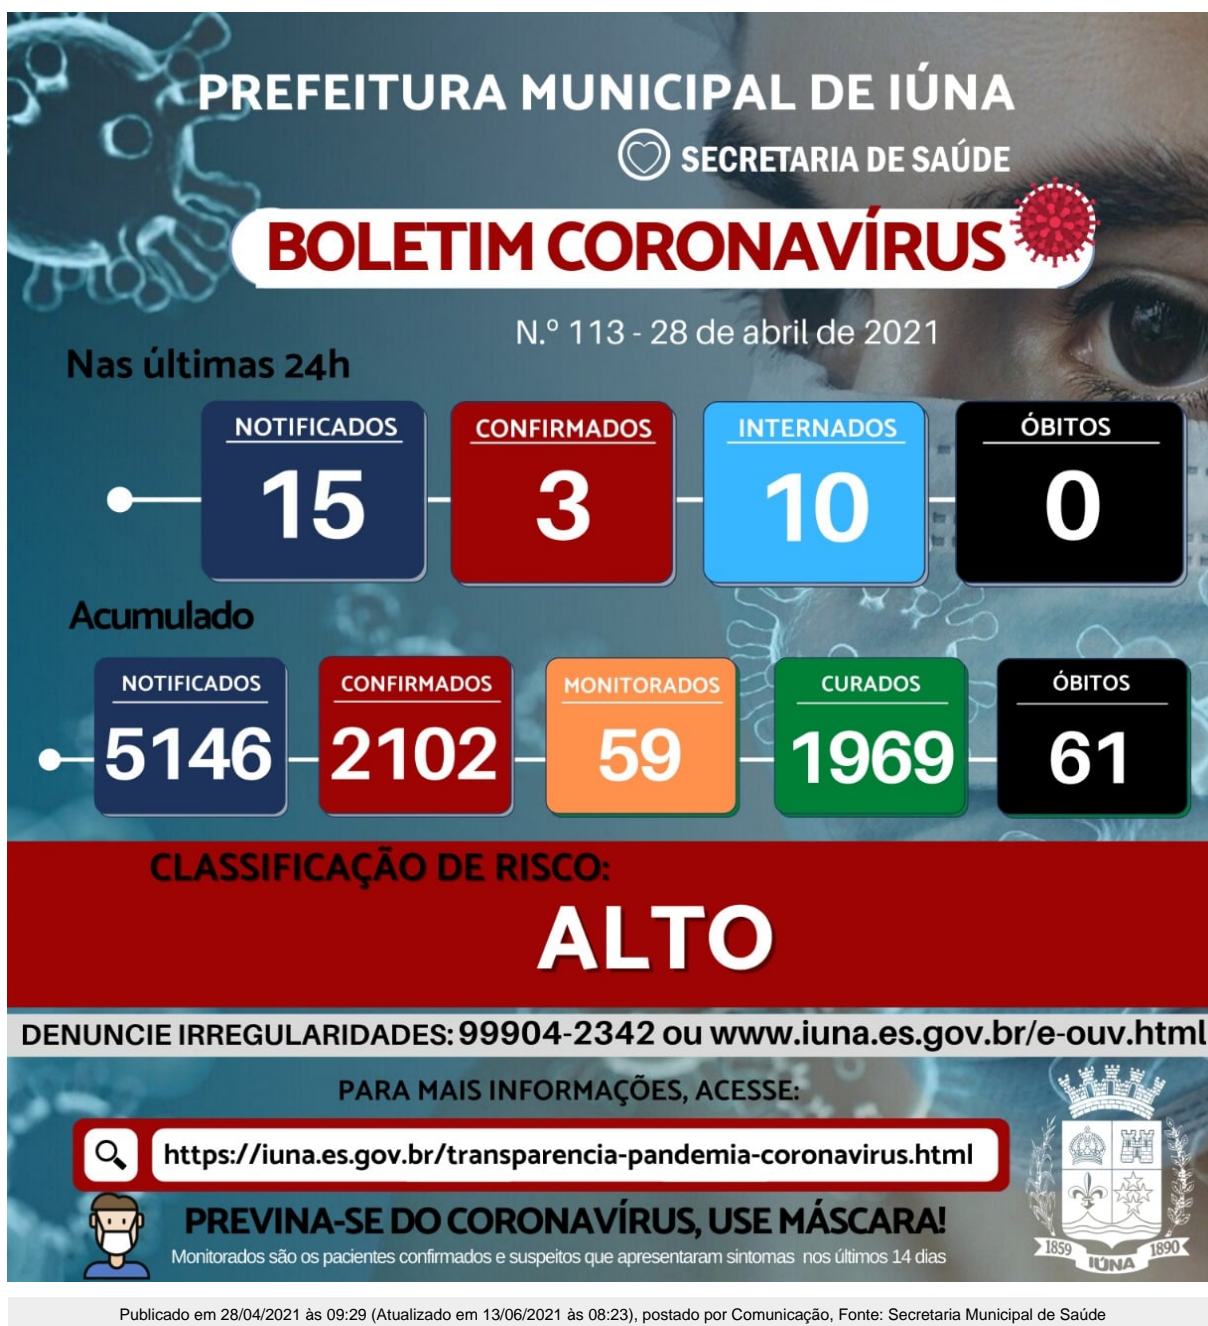 PREFEITURA MUNICIPAL DE IÚNA
SECRETARIA DE SAÚDE
BOLETIM CORONAVÍRUS
N.º 113 - 28 de abril de 2021
Nas últimas 24h
NOTIFICADOS CONFIRMADOS INTERNADOS ÓBITOS
15 3 10 0
Acumulado
NOTIFICADOS CONFIRMADOS MONITORADOS CURADOS ÓBITOS
5146 2102 59 1969 61
CLASSIFICAÇÃO DE RISCO:
ALTO
DENUNCIE IRREGULARIDADES: 99904-2342 ou www.iuna.es.gov.br/e-ouv.html
PARA MAIS INFORMAÇÕES, ACESSE:
https://iuna.es.gov.br/transparencia-pandemia-coronavirus.html
PREVINA-SE DO CORONAVÍRUS, USE MÁSCARA!
Monitorados são os pacientes confirmados e suspeitos que apresentaram sintomas nos últimos 14 dias
1859 IÚNA 1890
Publicado em 28/04/2021 às 09:29 (Atualizado em 13/06/2021 às 08:23), postado por Comunicação, Fonte: Secretaria Municipal de Saúde